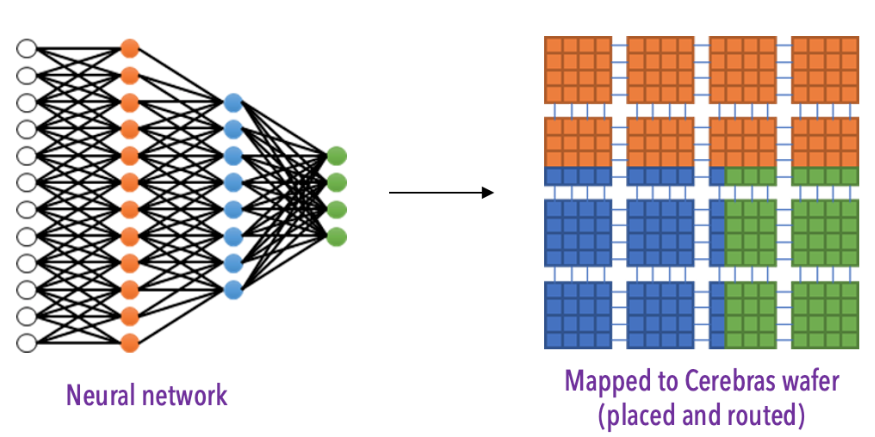 Neural network
Mapped to Cerebras wafer
(placed and routed)